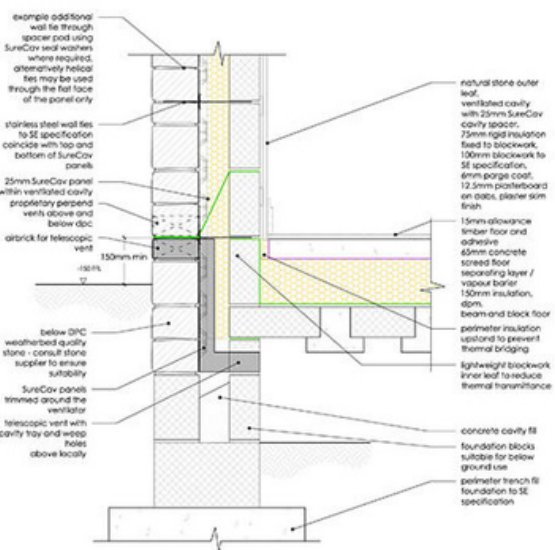 example additional
wall tie through
spacer pod using
SureCav seal washers
where required,
alternatively helical
ties may be used
through the flat face
of the panel only
stainless steel wall ties
to SE specification
coincide with top and
bottom of SureCav
panels
25mm SureCav panel
within ventilated cavity
proprietary perpend
vents above and
below dpc
airbrick for telescopic
vent
150mm min
-150 FFL
below DPC
weatherbed quality
stone - consult stone
supplier to ensure
suitability
SureCav panels
trimmed around the
ventilator
telescopic vent with
cavity tray and weep
holes
above locally
natural stone outer
leaf,
ventilated cavity
with 25mm SureCav
cavity spacer,
75mm rigid insulation
fixed to blockwork,
100mm blockwork to
SE specification,
6mm parge coat,
12.5mm plasterboard
on dabs, plaster skim
finish
15mm allowance
timber floor and
adhesive
65mm concrete
screed floor
separating layer /
vapour barier
150mm insulation,
dpm,
beam and block floor
perimeter insulation
upstand to prevent
thermal bridging
lightweight blockwork
inner leaf to reduce
thermal transmittance
concrete cavity fill
foundation blocks
suitable for below
ground use
perimeter trench fill
foundation to SE
specification